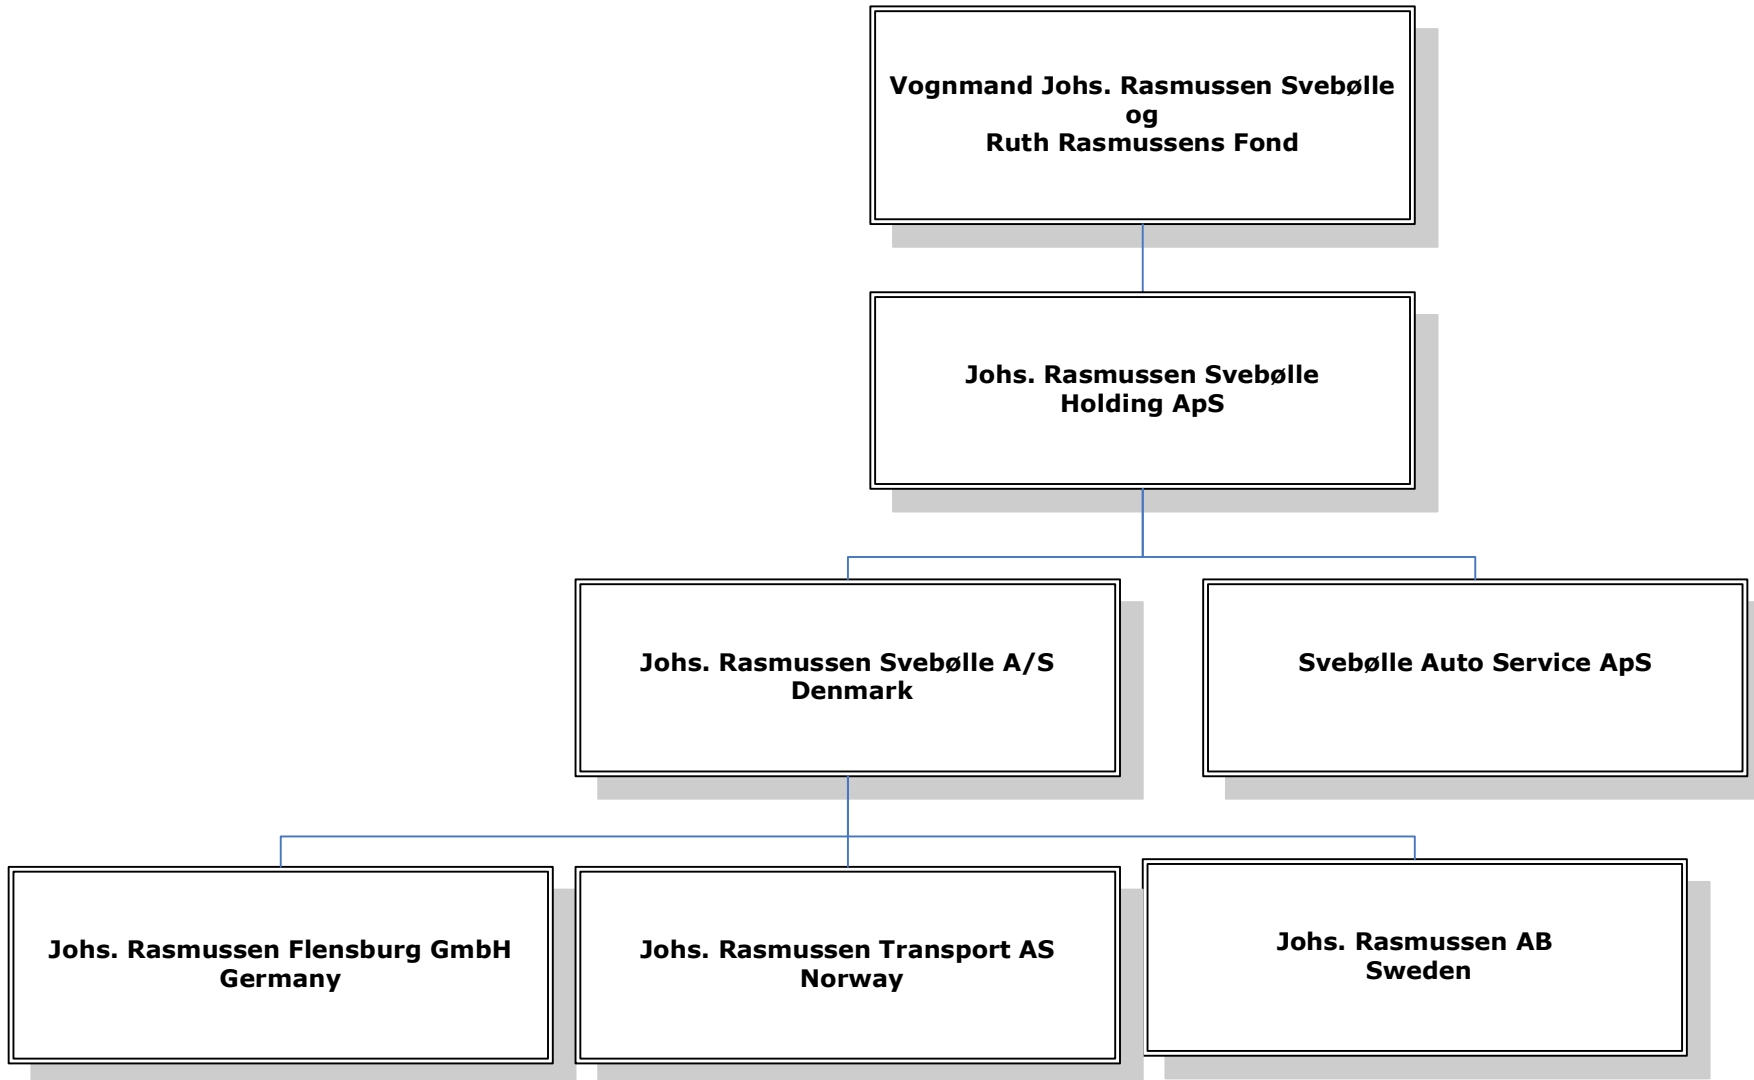 Vognmand Johs. Rasmussen Svebølle
og
Ruth Rasmussens Fond
Johs. Rasmussen Svebølle
Holding ApS
Johs. Rasmussen Svebølle A/S
Denmark
Svebølle Auto Service ApS
Johs. Rasmussen Flensburg GmbH
Germany
Johs. Rasmussen Transport AS
Norway
Johs. Rasmussen AB
Sweden